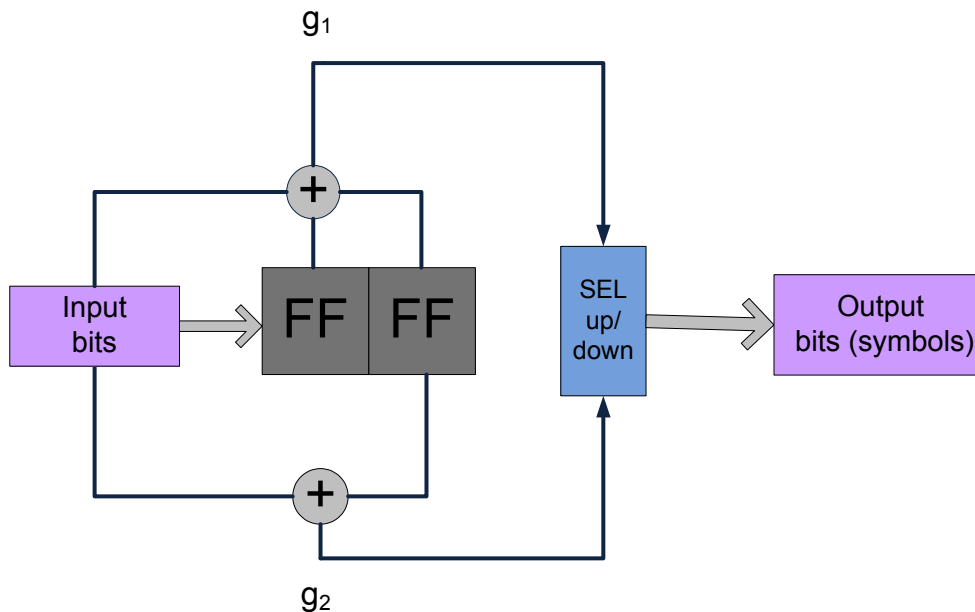 g1
+
Input
bits
FF
FF
SEL
up/
down
Output
bits (symbols)
+
g2